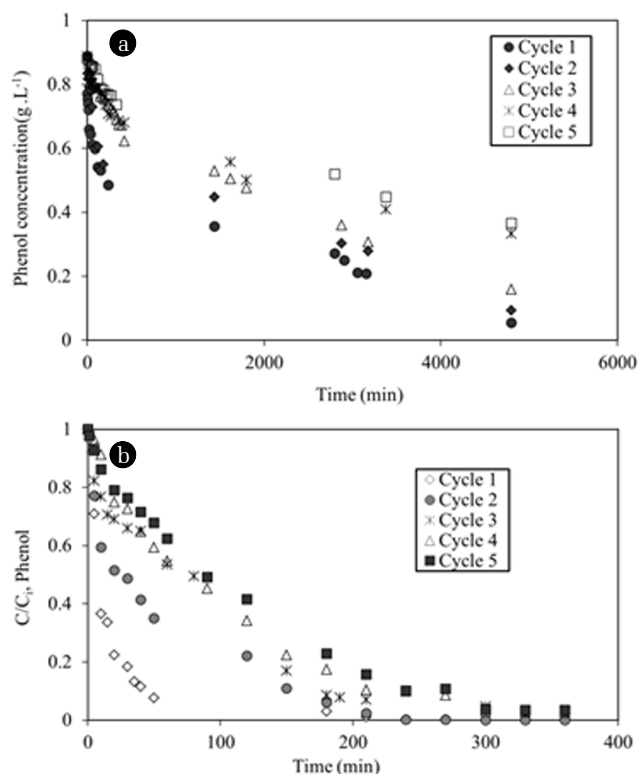 a
1
0.8
0.6
0.4
0.2
0
Phenol concentration(g.L⁻¹)
Cycle 1
Cycle 2
Cycle 3
Cycle 4
Cycle 5
0 2000 4000 6000
Time (min)
b
1
0.8
0.6
0.4
0.2
0
C/Cᵢ, Phenol
Cycle 1
Cycle 2
Cycle 3
Cycle 4
Cycle 5
0 100 200 300 400
Time (min)